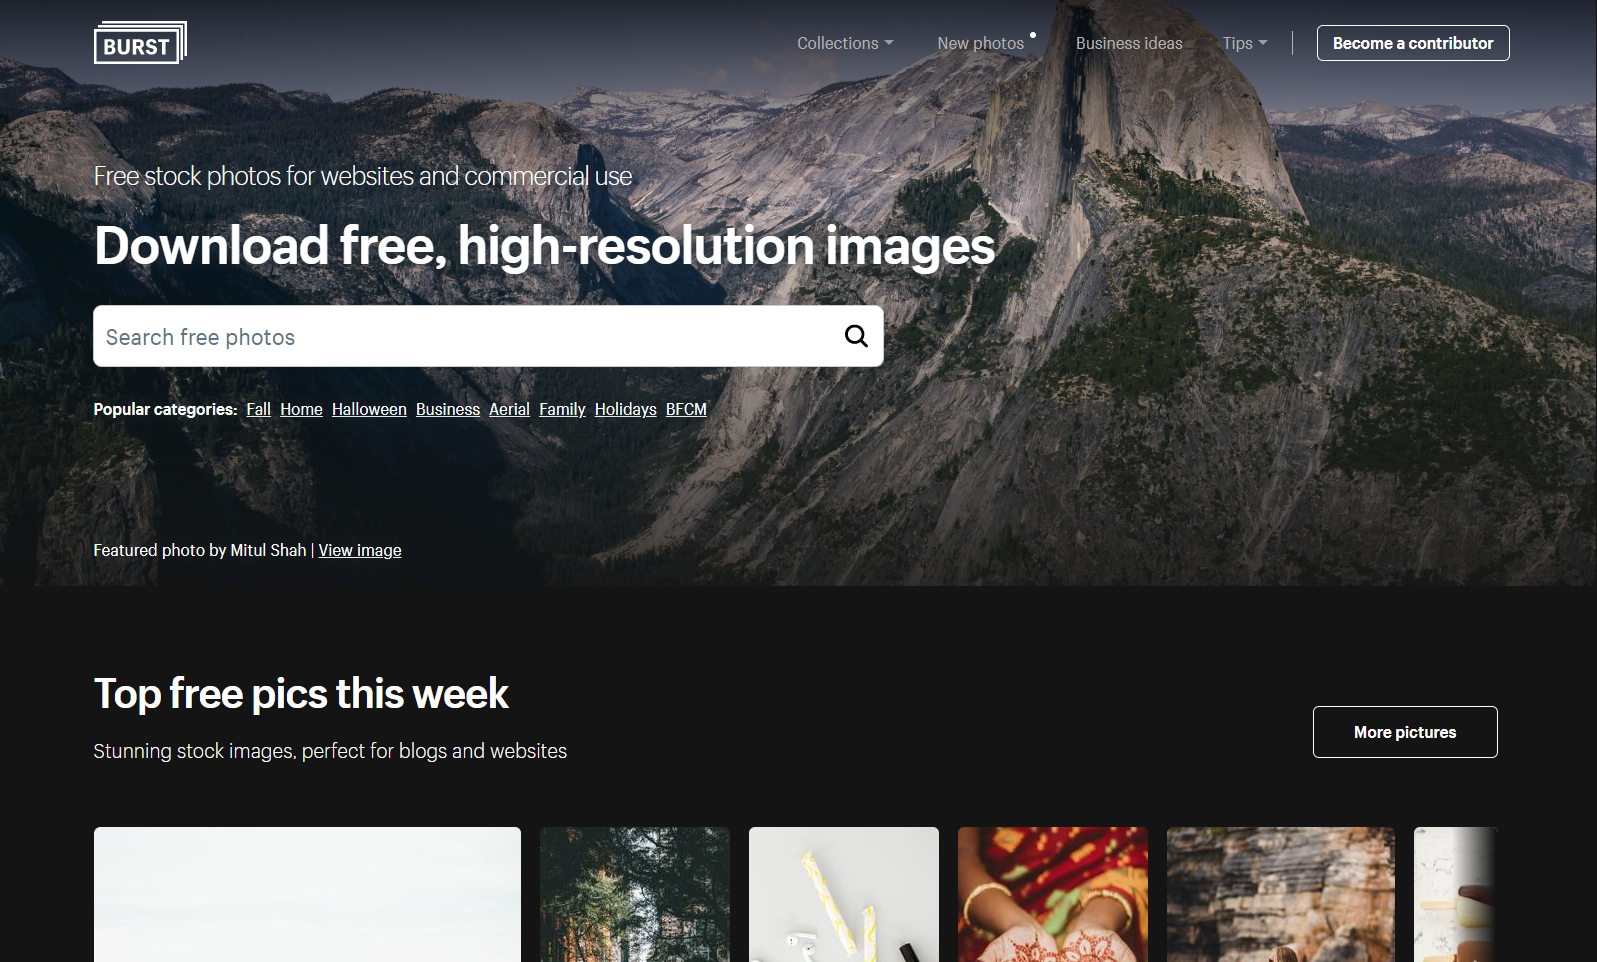 BURST
Collections New photos Business ideas Tips Become a contributor
Free stock photos for websites and commercial use
Download free, high-resolution images
Search free photos
Popular categories: Fall Home Halloween Business Aerial Family Holidays BFCM
Featured photo by Mitul Shah | View image
Top free pics this week
Stunning stock images, perfect for blogs and websites
More pictures